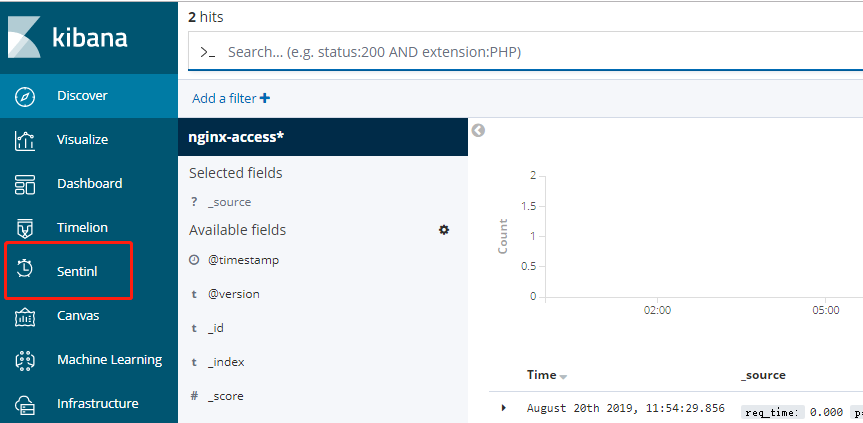 kibana
Discover
Visualize
Dashboard
Timelion
Sentinl
Canvas
Machine Learning
Infrastructure
2 hits
>_ Search... (e.g. status:200 AND extension:PHP)
Add a filter +
nginx-access*
Selected fields
? _source
Available fields
@timestamp
t @version
t _id
t _index
# _score
Count
2
1.5
1
0.5
0
02:00 05:00
Time _source
August 20th 2019, 11:54:29.856 req_time: 0.000